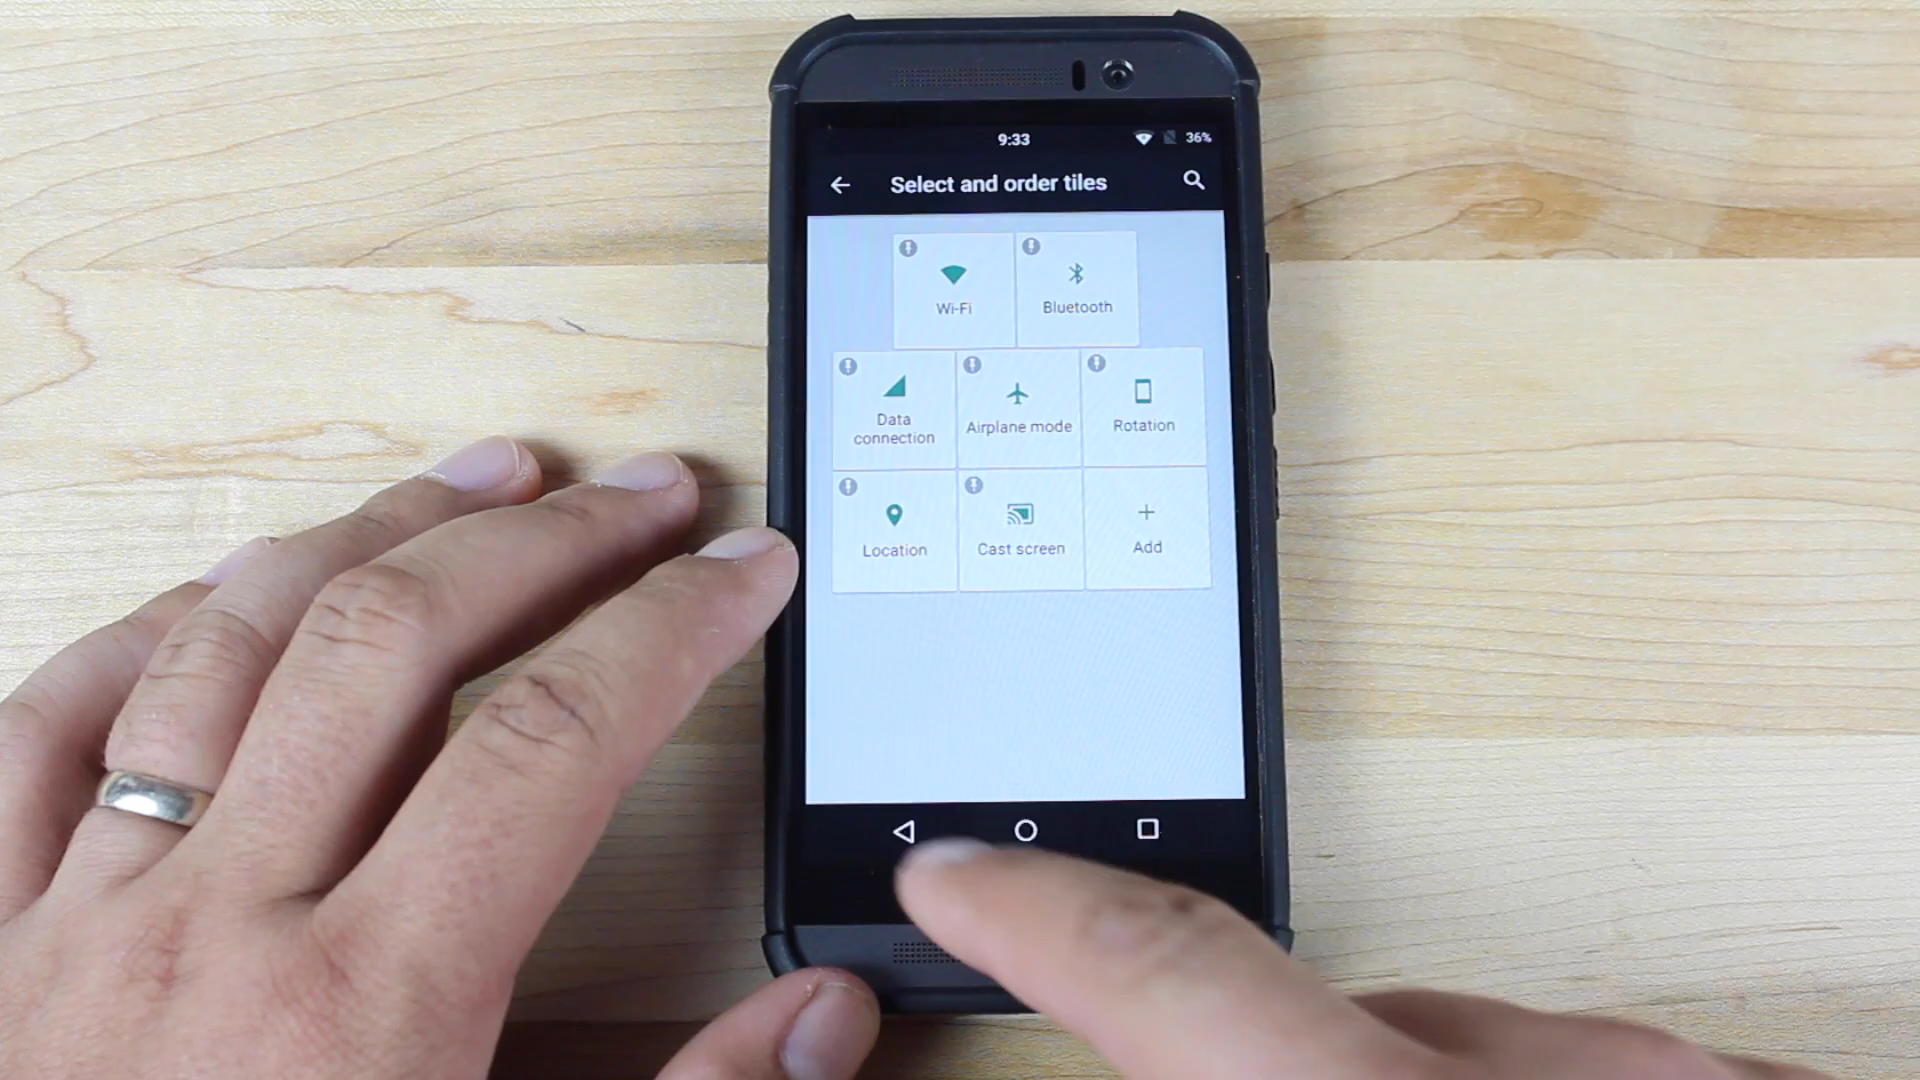 9:33
36%
Select and order tiles
Wi-Fi
Bluetooth
Data
connection
Airplane mode
Rotation
Location
Cast screen
Add